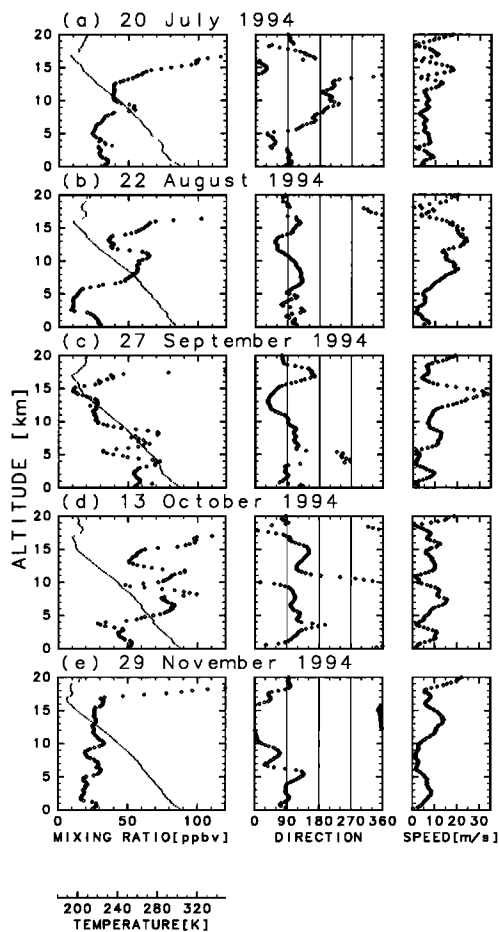 (a) 20 July 1994
20
15
10
5
0
(b) 22 August 1994
20
15
10
5
0
(c) 27 September 1994
20
15
10
5
0
(d) 13 October 1994
20
15
10
5
0
(e) 29 November 1994
20
15
10
5
0
ALTITUDE [km]
0 50 100
MIXING RATIO[ppbv]
0 90 180 270 360
DIRECTION
0 10 20 30
SPEED[m/s]
200 240 280 320
TEMPERATURE[K]